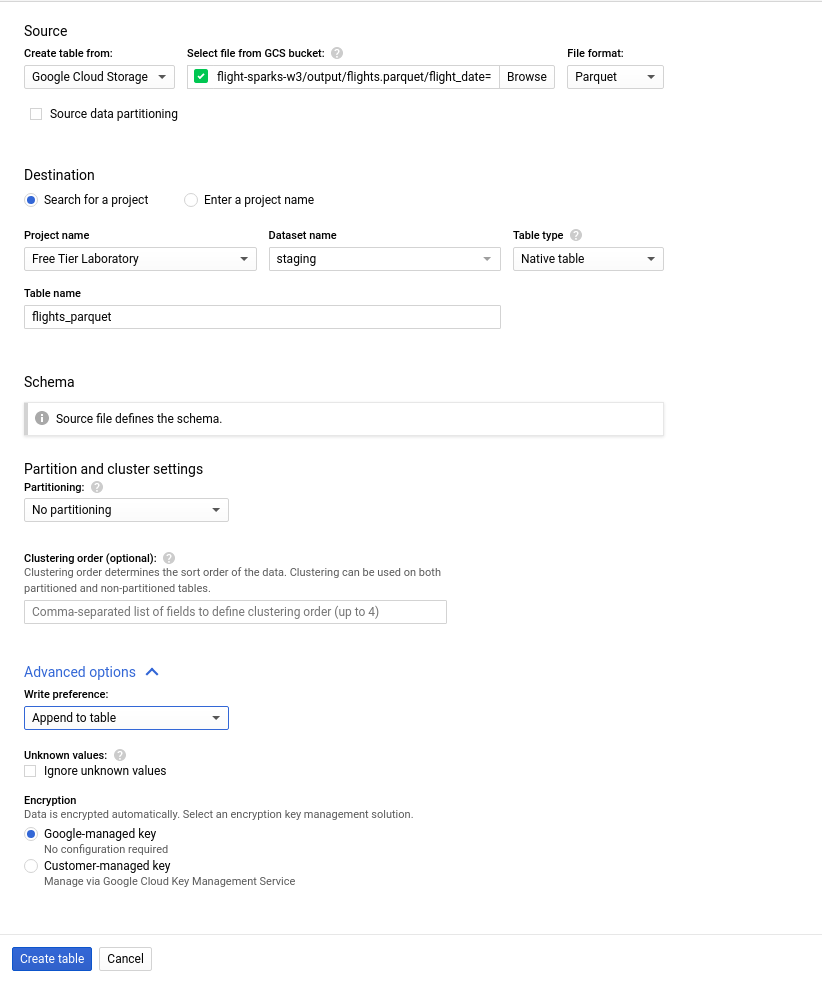 Source
Create table from: Select file from GCS bucket: ? File format:
Google Cloud Storage flight-sparks-w3/output/flights.parquet/flight_date= Browse Parquet
Source data partitioning
Destination
Search for a project Enter a project name
Project name Dataset name Table type ?
Free Tier Laboratory staging Native table
Table name
flights_parquet
Schema
Source file defines the schema.
Partition and cluster settings
Partitioning: ?
No partitioning
Clustering order (optional): ?
Clustering order determines the sort order of the data. Clustering can be used on both
partitioned and non-partitioned tables.
Comma-separated list of fields to define clustering order (up to 4)
Advanced options
Write preference:
Append to table
Unknown values: ?
Ignore unknown values
Encryption
Data is encrypted automatically. Select an encryption key management solution.
Google-managed key
No configuration required
Customer-managed key
Manage via Google Cloud Key Management Service
Create table Cancel